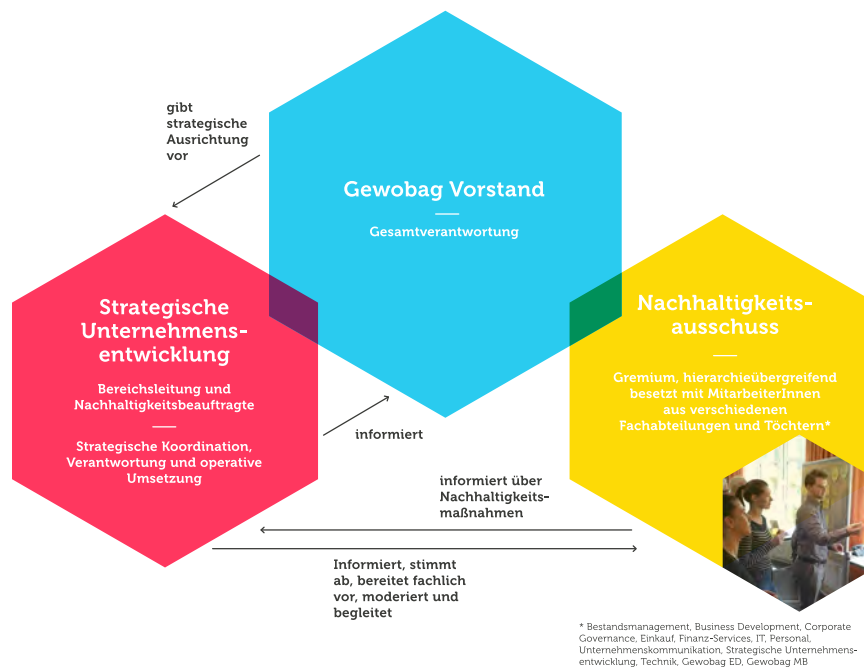 gibt
strategische
Ausrichtung
vor
Gewobag Vorstand
Gesamtverantwortung
Strategische
Unternehmens-
entwicklung
Bereichsleitung und
Nachhaltigkeitsbeauftragte
Strategische Koordination,
Verantwortung und operative
Umsetzung
Nachhaltigkeits-
ausschuss
Gremium, hierarchieübergreifend
besetzt mit MitarbeiterInnen
aus verschiedenen
Fachabteilungen und Töchtern*
informiert
informiert über
Nachhaltigkeits-
maßnahmen
Informiert, stimmt
ab, bereitet fachlich
vor, moderiert und
begleitet
* Bestandsmanagement, Business Development, Corporate
Governance, Einkauf, Finanz-Services, IT, Personal,
Unternehmenskommunikation, Strategische Unternehmens-
entwicklung, Technik, Gewobag ED, Gewobag MB